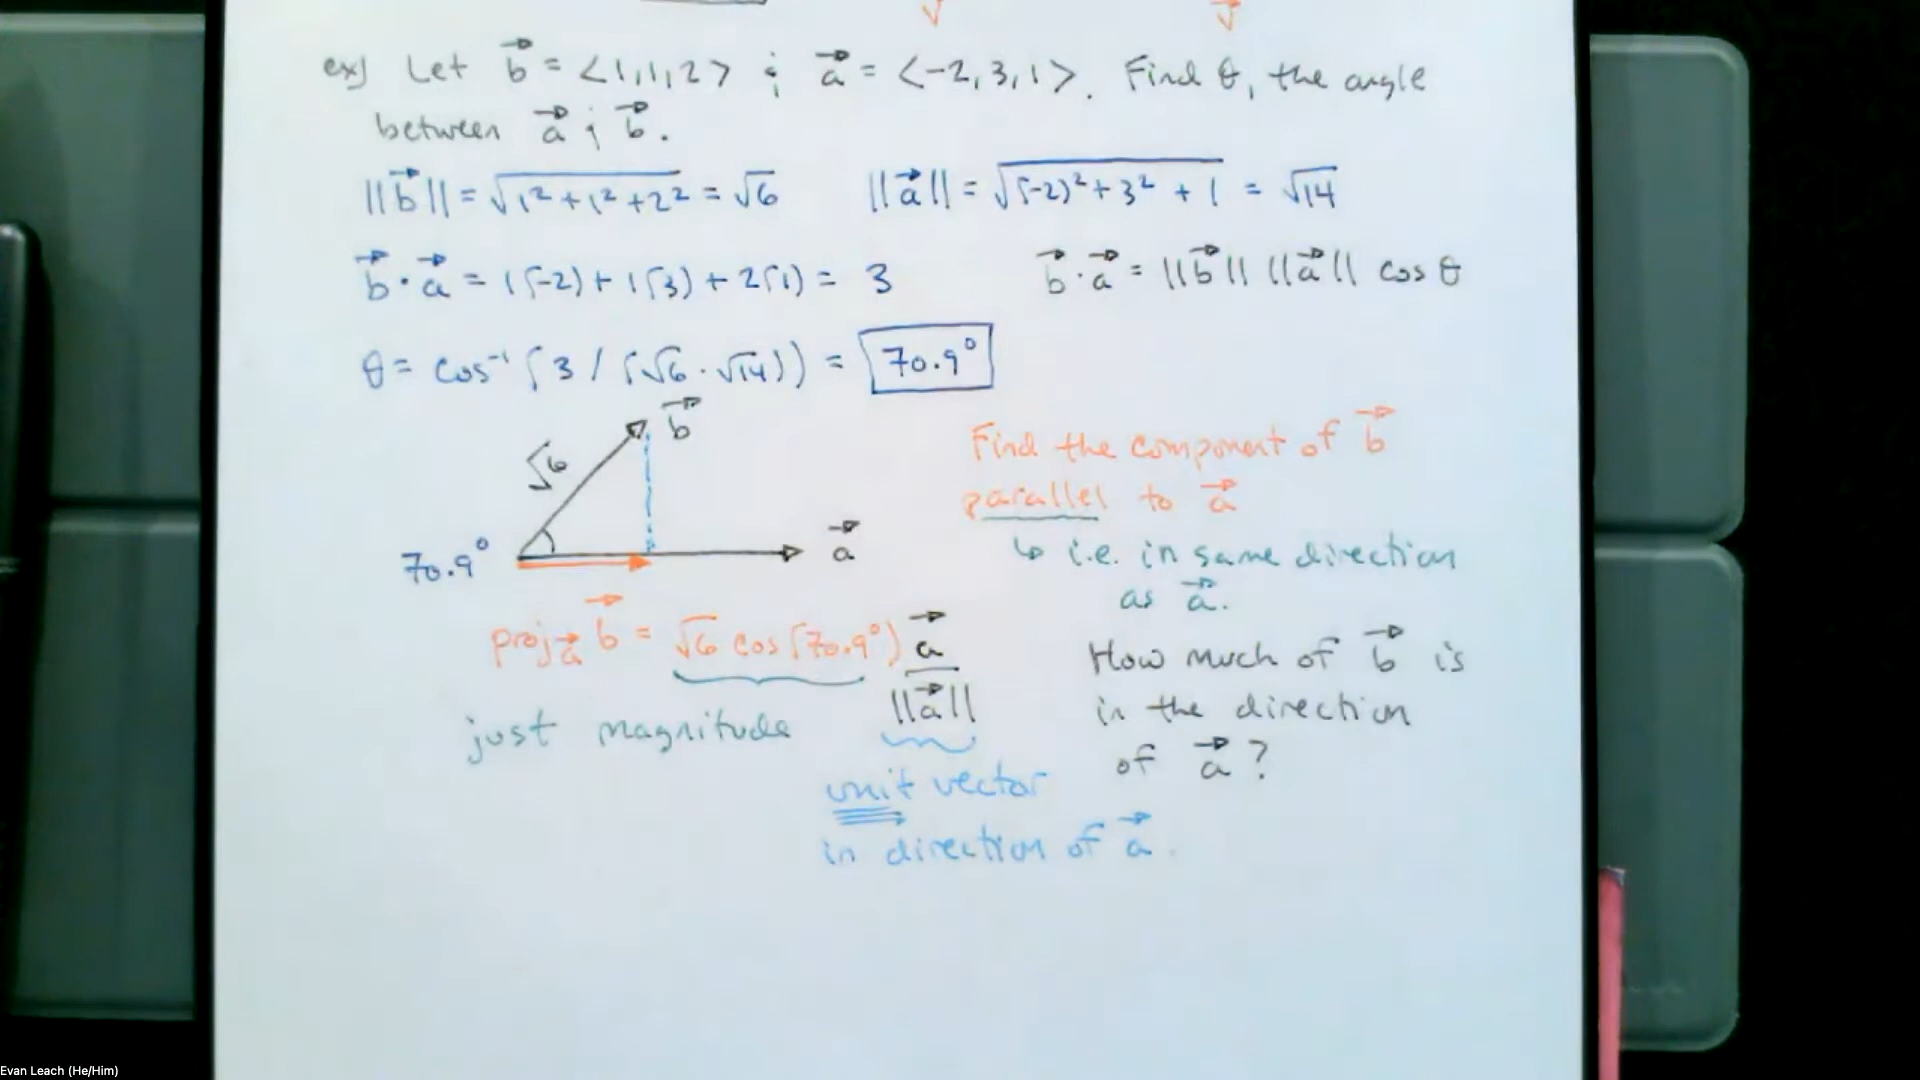 ex) Let b⃗ = <1,1,2> & a⃗ = <-2,3,1>. Find θ, the angle
between a⃗ & b⃗.
||b⃗|| = √(1² + 1² + 2²) = √6   ||a⃗|| = √((-2)² + 3² + 1) = √14
b⃗ · a⃗ = 1(-2) + 1(3) + 2(1) = 3   b⃗ · a⃗ = ||b⃗|| ||a⃗|| cos θ
θ = cos⁻¹(3 / (√6 · √14)) = 70.9°
b⃗
√6
a⃗
70.9°
Find the component of b⃗
parallel to a⃗
↳ i.e. in same direction
as a⃗.
proj_a⃗ b⃗ = √6 cos(70.9°) a⃗ / ||a⃗||
just magnitude
unit vector
in direction of a⃗.
How much of b⃗ is
in the direction
of a⃗?
Evan Leach (He/Him)